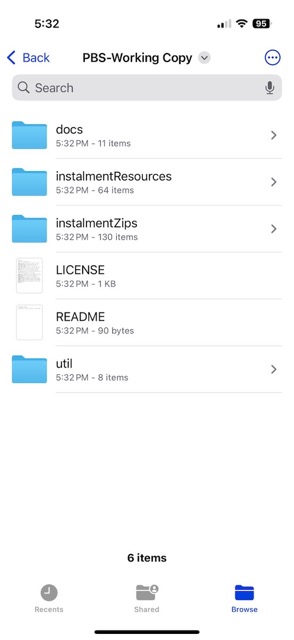 5:32
95
Back
PBS-Working Copy
Search
docs
5:32 PM - 11 items
instalmentResources
5:32 PM - 64 items
instalmentZips
5:32 PM - 130 items
LICENSE
5:32 PM - 1 KB
README
5:32 PM - 90 bytes
util
5:32 PM - 8 items
6 items
Recents
Shared
Browse